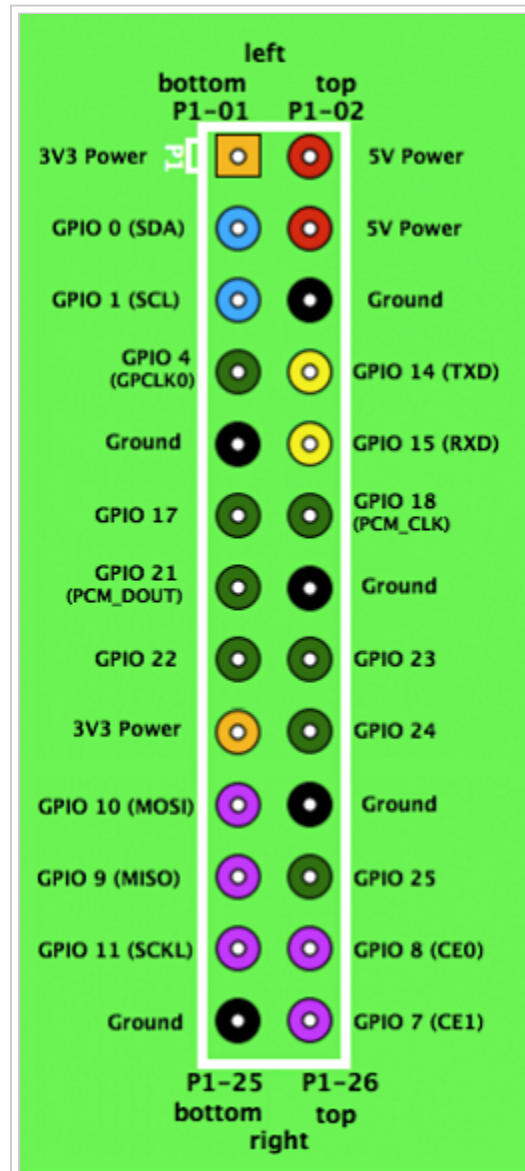 left
bottom top
P1-01 P1-02
3V3 Power P1 5V Power
GPIO 0 (SDA) 5V Power
GPIO 1 (SCL) Ground
GPIO 4
(GPCLK0) GPIO 14 (TXD)
Ground GPIO 15 (RXD)
GPIO 17 GPIO 18
(PCM_CLK)
GPIO 21
(PCM_DOUT) Ground
GPIO 22 GPIO 23
3V3 Power GPIO 24
GPIO 10 (MOSI) Ground
GPIO 9 (MISO) GPIO 25
GPIO 11 (SCKL) GPIO 8 (CE0)
Ground GPIO 7 (CE1)
P1-25 P1-26
bottom top
right